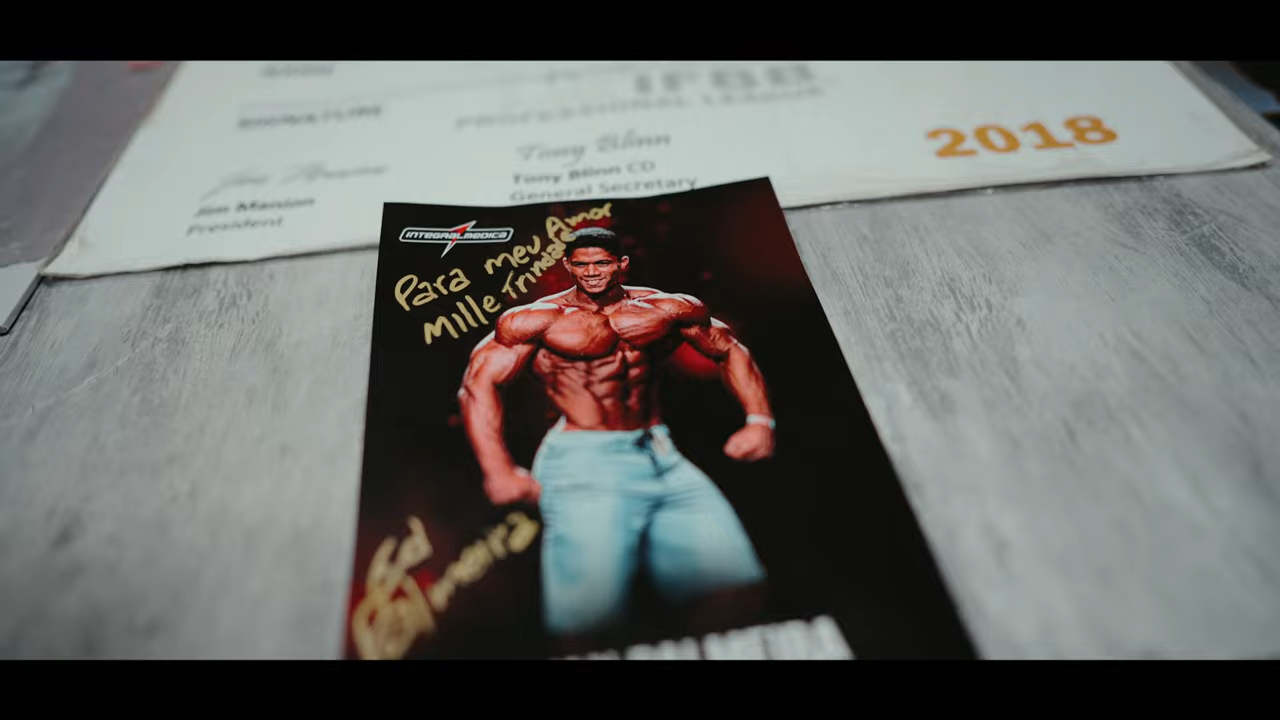 SIGNATURE
IFBB
PROFESSIONAL LEAGUE
2018
Tony Blinn
Tony Blinn CD
General Secretary
Jim Manion
President
INTEGRALMEDICA
Para meu Amor
Mille Trindade